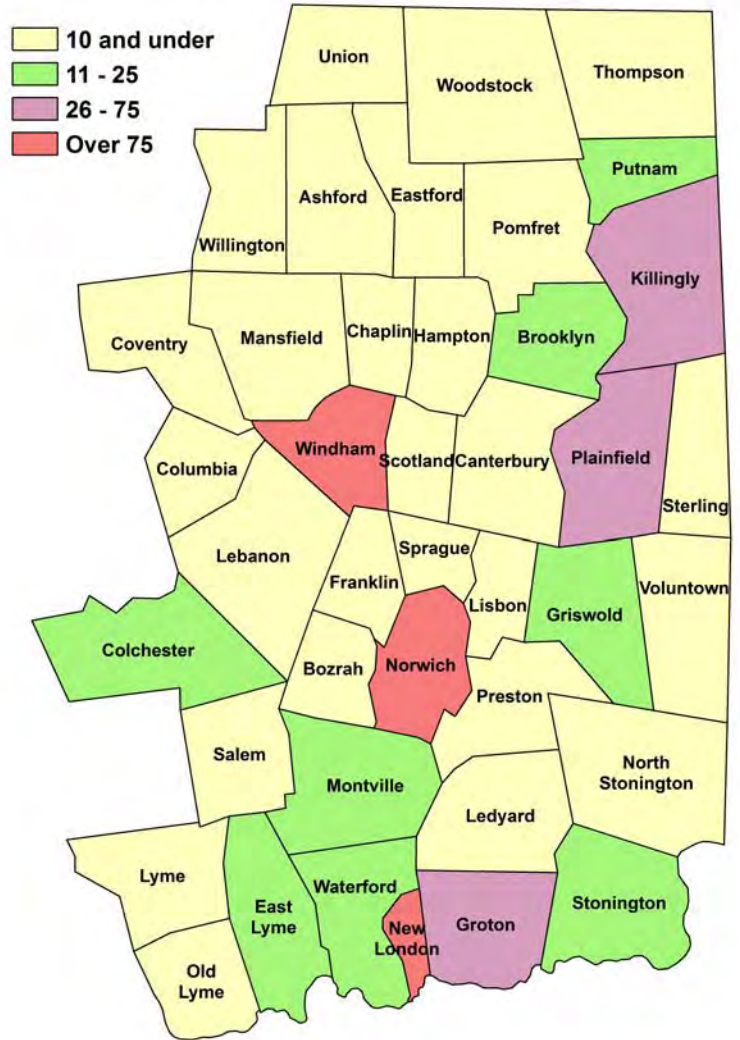 10 and under
11 - 25
26 - 75
Over 75
Union
Woodstock
Thompson
Putnam
Ashford
Eastford
Pomfret
Willington
Killingly
Coventry
Mansfield
Chaplin
Hampton
Brooklyn
Windham
Scotland
Canterbury
Plainfield
Columbia
Sterling
Lebanon
Sprague
Franklin
Lisbon
Griswold
Voluntown
Colchester
Bozrah
Norwich
Preston
Salem
Montville
North
Stonington
Ledyard
Lyme
Waterford
East
Lyme
New
London
Groton
Stonington
Old
Lyme